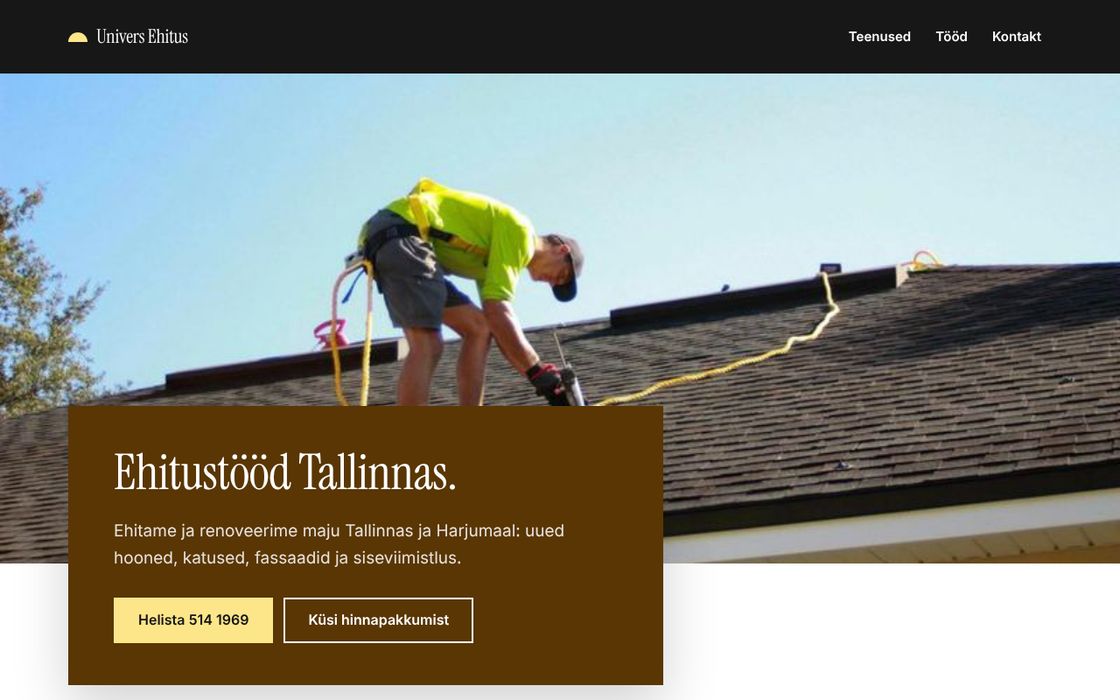 Univers Ehitus
Teenused
Tööd
Kontakt
Ehitustööd Tallinnas.
Ehitame ja renoveerime maju Tallinnas ja Harjumaal: uued
hooned, katused, fassaadid ja siseviimistlus.
Helista 514 1969
Küsi hinnapakkumist